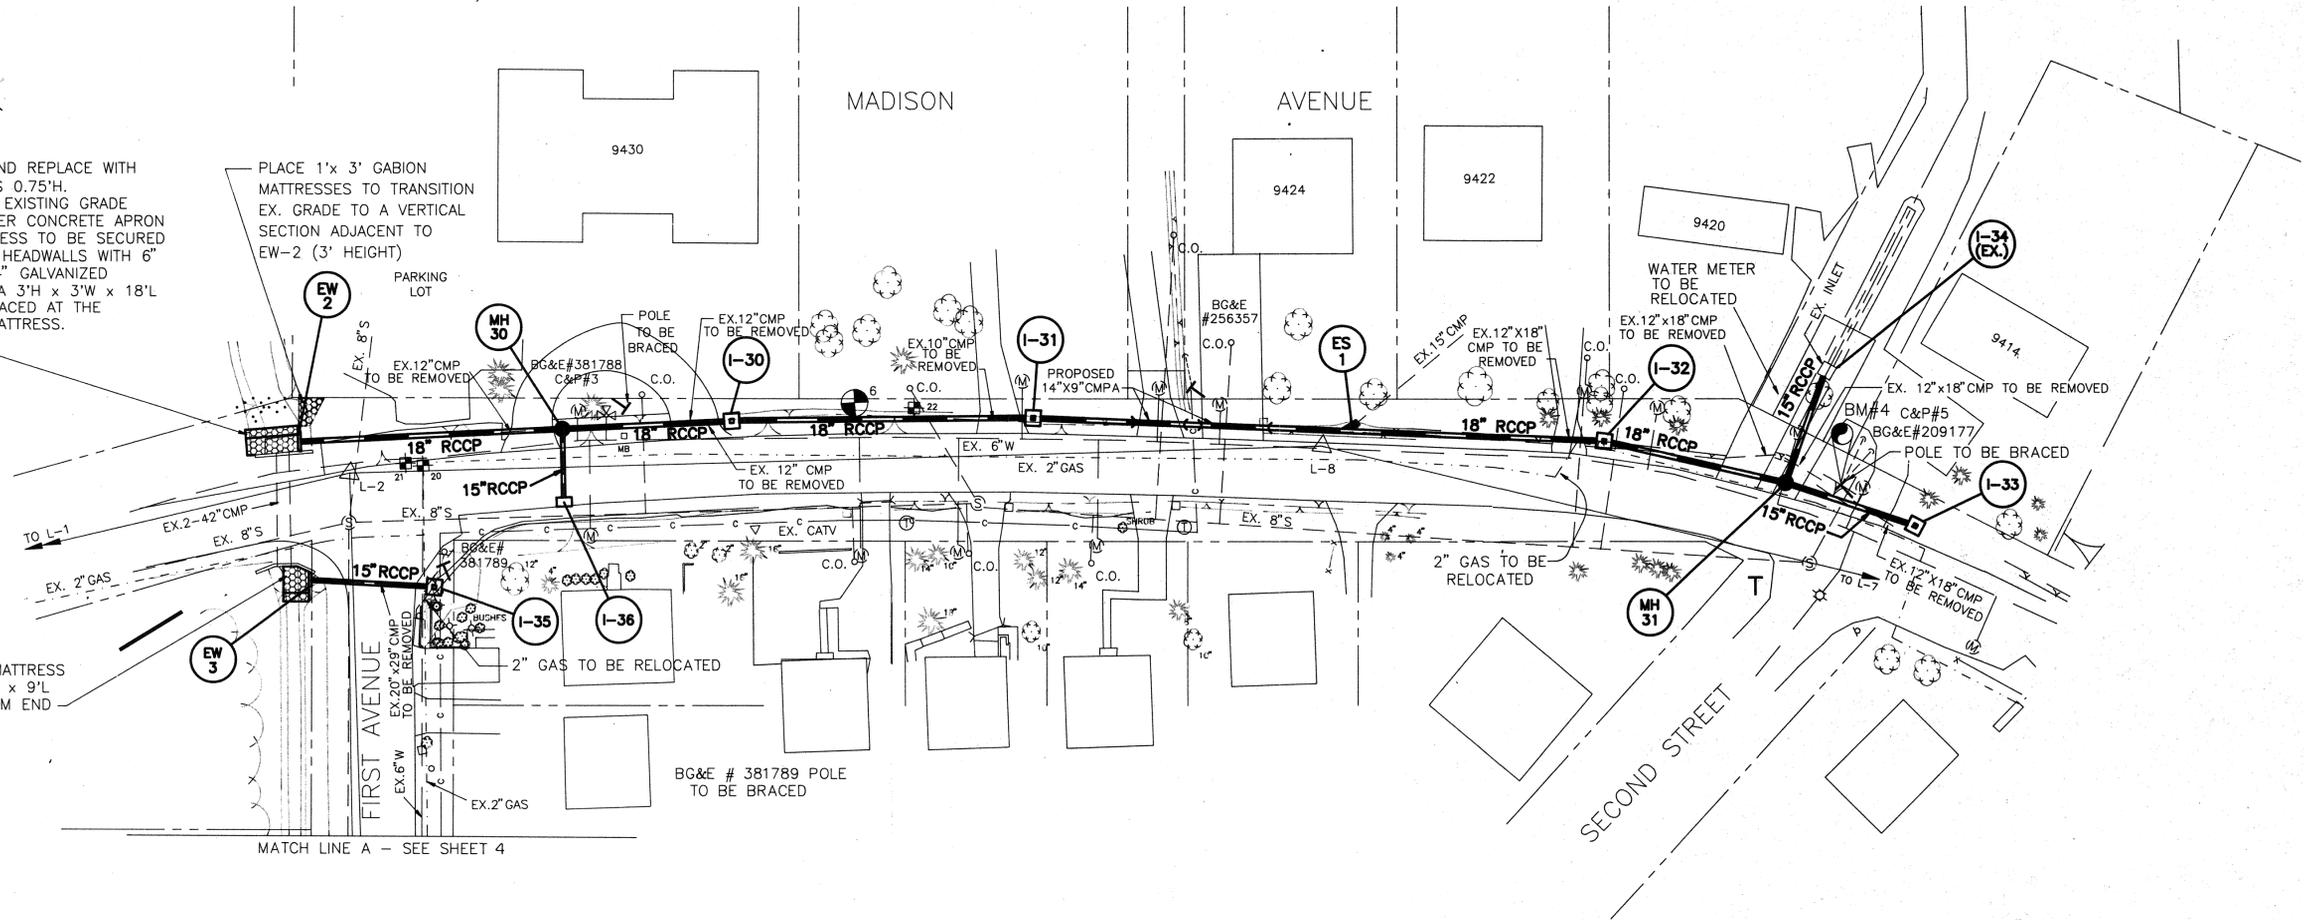 MADISON AVENUE
9430
9424
9422
9420
9414
ND REPLACE WITH
S 0.75'H.
EXISTING GRADE
ER CONCRETE APRON
ESS TO BE SECURED
HEADWALLS WITH 6"
" GALVANIZED
A 3'H x 3'W x 18'L
ACED AT THE
ATTRESS.
PLACE 1'x 3' GABION
MATTRESSES TO TRANSITION
EX. GRADE TO A VERTICAL
SECTION ADJACENT TO
EW-2 (3' HEIGHT)
PARKING
LOT
EW
2
EX. 8"S
MH
30
EX.12"CMP
TO BE REMOVED
BG&E#381788
C&P#3
POLE
TO BE
BRACED
C.O.
EX.12"CMP
TO BE REMOVED
I-30
6
C.O.
22
EX.10"CMP
TO BE
REMOVED
I-31
PROPOSED
14"X9"CMPA
C.O.
BG&E
#256357
C.O.
ES
1
EX.15"CMP
EX.12"X18"
CMP TO BE
REMOVED
C.O.
C.O.
I-32
WATER METER
TO BE
RELOCATED
EX.12"x18"CMP
TO BE REMOVED
EX. INLET
I-34
(EX.)
15"RCCP
EX. 12"x18"CMP TO BE REMOVED
BM#4
C&P#5
BG&E#209177
POLE TO BE BRACED
I-33
18" RCCP
18" RCCP
18" RCCP
18" RCCP
18" RCCP
15"RCCP
MB
EX. 6"W
EX. 2"GAS
L-8
EX. 12" CMP
TO BE REMOVED
21
20
L-2
15"RCCP
EX.2-42"CMP
TO L-1
EX. 8"S
EX. 8"S
EX. CATV
SHRUB
EX. 8"S
2" GAS TO BE
RELOCATED
MH
31
TO L-7
T
EX.12"X18"CMP
TO BE REMOVED
EX. 2"GAS
15"RCCP
BG&E#
381789
C.O.
C.O.
C.O.
I-35
I-36
BUSHES
EW
3
2" GAS TO BE RELOCATED
EX.20"x29"CMP
TO BE REMOVED
ATTRESS
x 9'L
M END
FIRST AVENUE
EX.6"W
EX.2"GAS
BG&E # 381789 POLE
TO BE BRACED
SECOND STREET
MATCH LINE A - SEE SHEET 4